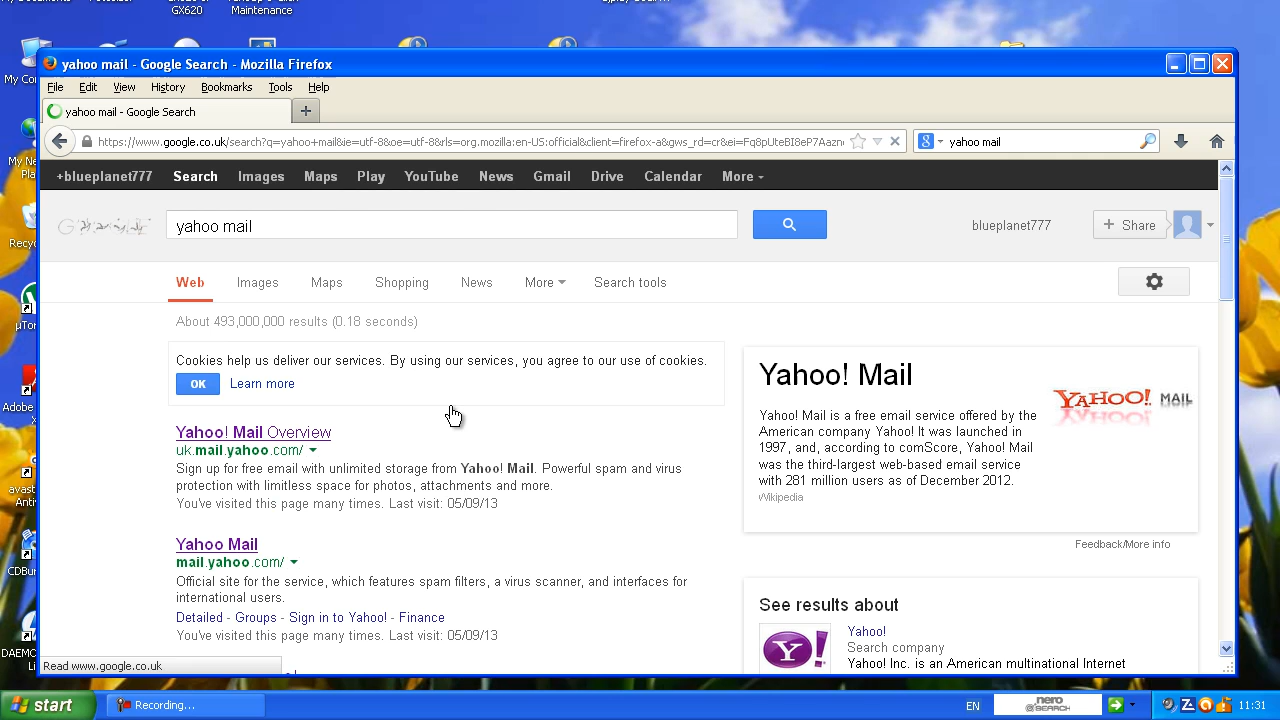 GX620
Maintenance
yahoo mail - Google Search - Mozilla Firefox
File Edit View History Bookmarks Tools Help
yahoo mail - Google Search
https://www.google.co.uk/search?q=yahoo+mail&ie=utf-8&oe=utf-8&rls=org.mozilla:en-US:official&client=firefox-a&gws_rd=cr&ei=Fq8pUteBI8eP7Aazn
yahoo mail
+blueplanet777 Search Images Maps Play YouTube News Gmail Drive Calendar More
yahoo mail
blueplanet777
+ Share
Web Images Maps Shopping News More Search tools
About 493,000,000 results (0.18 seconds)
Cookies help us deliver our services. By using our services, you agree to our use of cookies.
OK Learn more
Yahoo! Mail Overview
uk.mail.yahoo.com/
Sign up for free email with unlimited storage from Yahoo! Mail. Powerful spam and virus
protection with limitless space for photos, attachments and more.
You've visited this page many times. Last visit: 05/09/13
Yahoo Mail
mail.yahoo.com/
Official site for the service, which features spam filters, a virus scanner, and interfaces for
international users.
Detailed - Groups - Sign in to Yahoo! - Finance
You've visited this page many times. Last visit: 05/09/13
Yahoo! Mail
YAHOO! MAIL
Yahoo! Mail is a free email service offered by the
American company Yahoo! It was launched in
1997, and, according to comScore, Yahoo! Mail
was the third-largest web-based email service
with 281 million users as of December 2012.
Wikipedia
Feedback/More info
See results about
Y!
Yahoo!
Search company
Yahoo! Inc. is an American multinational Internet
Read www.google.co.uk
start
Recording...
EN
nero
@SEARCH
11:31